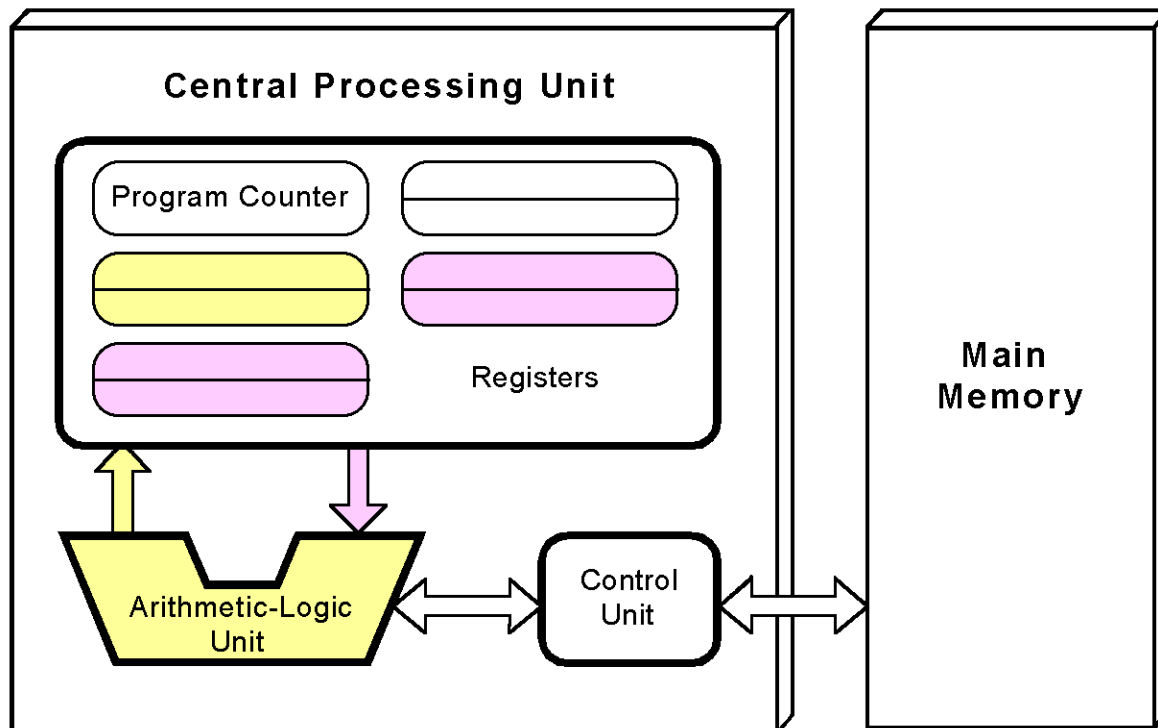 Central Processing Unit
Program Counter
Registers
Arithmetic-Logic
Unit
Control
Unit
Main
Memory